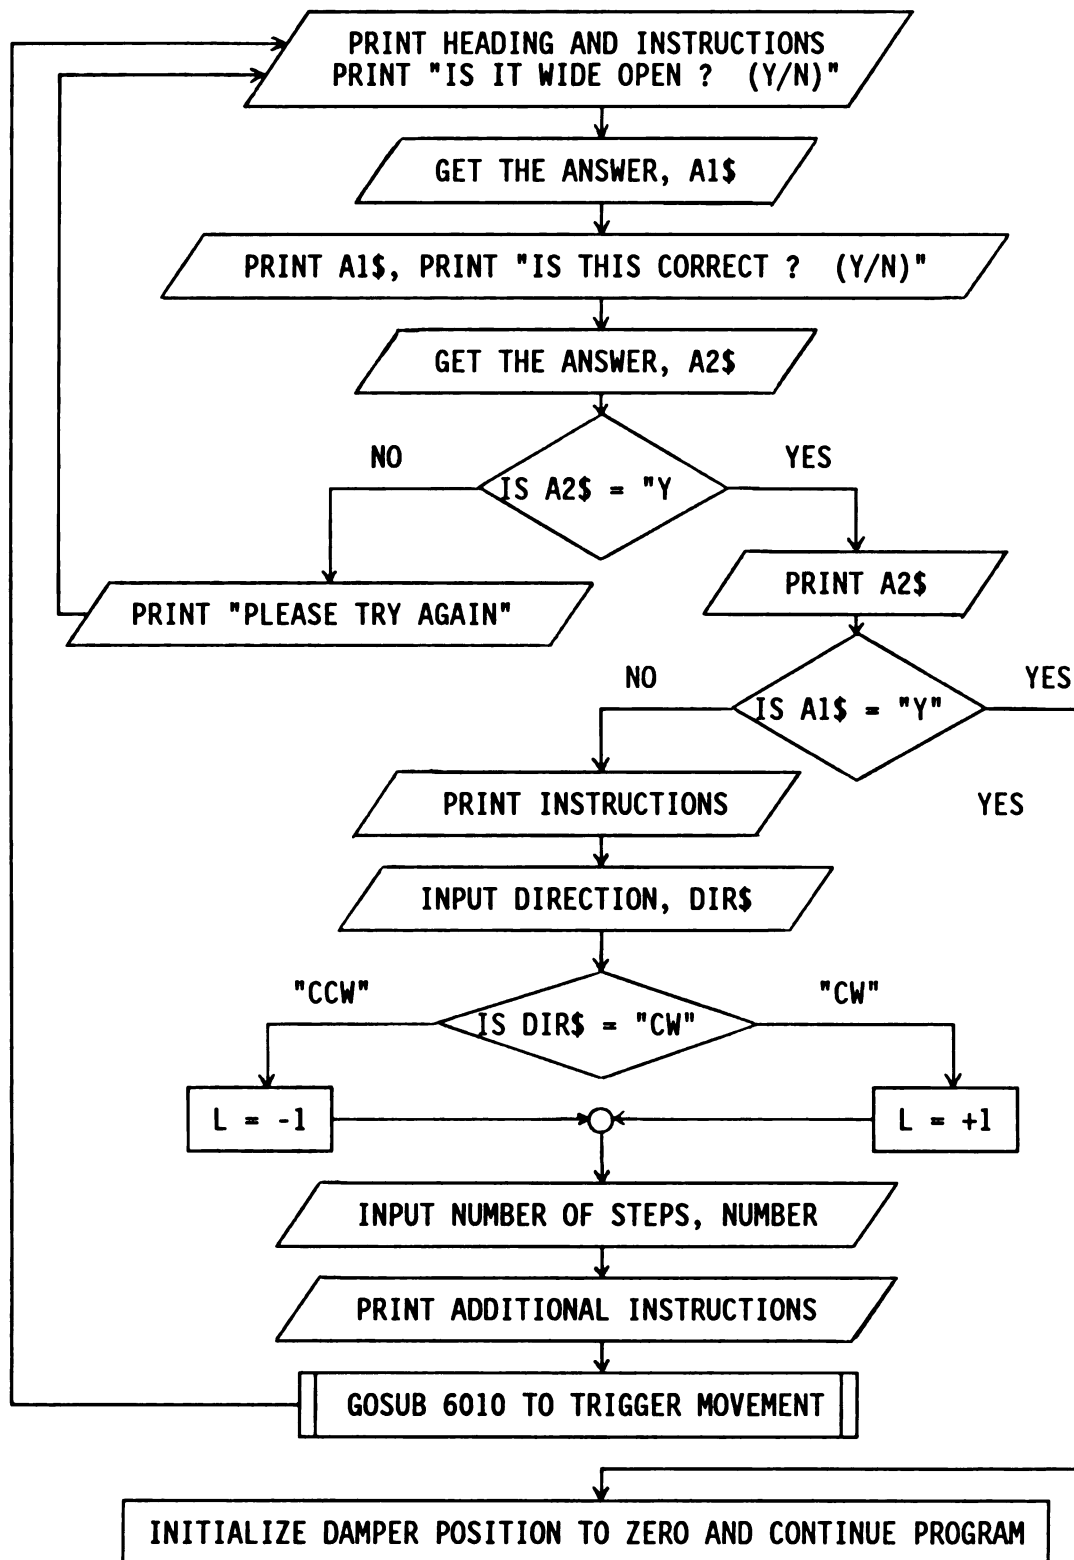 PRINT HEADING AND INSTRUCTIONS
PRINT "IS IT WIDE OPEN ? (Y/N)"
GET THE ANSWER, A1$
PRINT A1$, PRINT "IS THIS CORRECT ? (Y/N)"
GET THE ANSWER, A2$
NO
YES
IS A2$ = "Y
PRINT A2$
PRINT "PLEASE TRY AGAIN"
NO
YES
IS A1$ = "Y"
PRINT INSTRUCTIONS
YES
INPUT DIRECTION, DIR$
"CCW"
"CW"
IS DIR$ = "CW"
L = -1
L = +1
INPUT NUMBER OF STEPS, NUMBER
PRINT ADDITIONAL INSTRUCTIONS
GOSUB 6010 TO TRIGGER MOVEMENT
INITIALIZE DAMPER POSITION TO ZERO AND CONTINUE PROGRAM